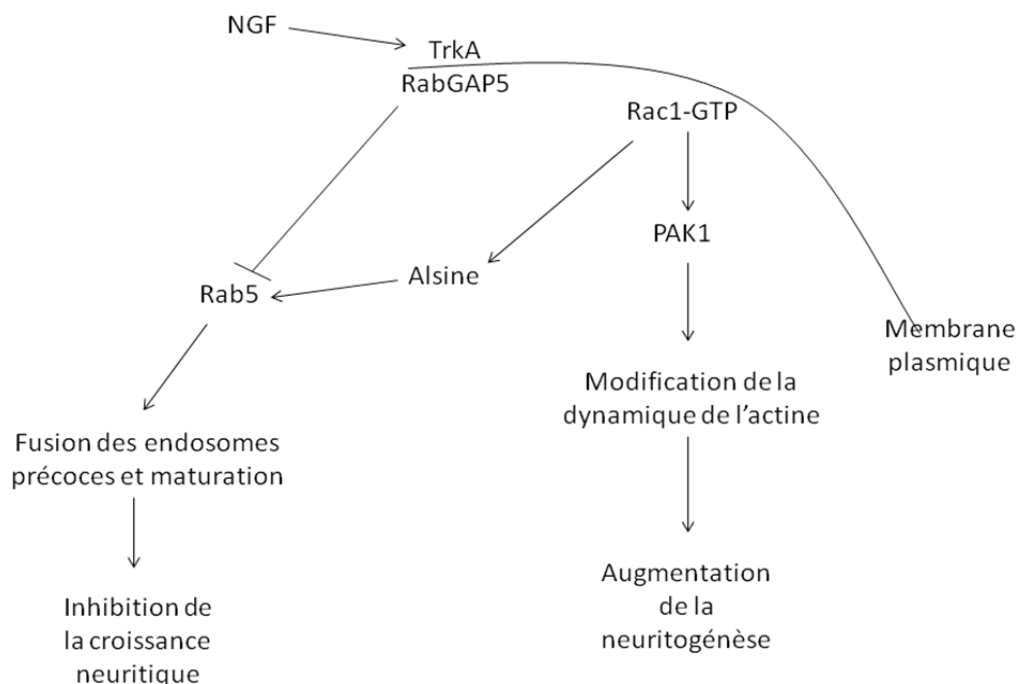 NGF
TrkA
RabGAP5
Rac1-GTP
PAK1
Alsine
Rab5
Membrane
plasmique
Modification de la
dynamique de l'actine
Fusion des endosomes
précoces et maturation
Augmentation
de la
neuritogénèse
Inhibition de
la croissance
neuritique